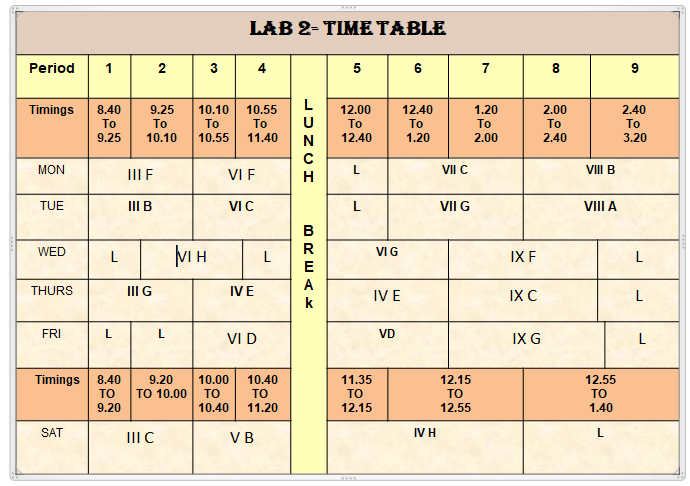 LAB 2- TIME TABLE
Period 1 2 3 4 5 6 7 8 9
Timings 8.40 To 9.25 9.25 To 10.10 10.10 To 10.55 10.55 To 11.40 12.00 To 12.40 12.40 To 1.20 1.20 To 2.00 2.00 To 2.40 2.40 To 3.20
LUNCH BREAk
MON III F VI F L VII C VIII B
TUE III B VI C L VII G VIII A
WED L VI H L VI G IX F L
THURS III G IV E IV E IX C L
FRI L L VI D VD IX G L
Timings 8.40 TO 9.20 9.20 TO 10.00 10.00 TO 10.40 10.40 TO 11.20 11.35 TO 12.15 12.15 TO 12.55 12.55 TO 1.40
SAT III C V B IV H L